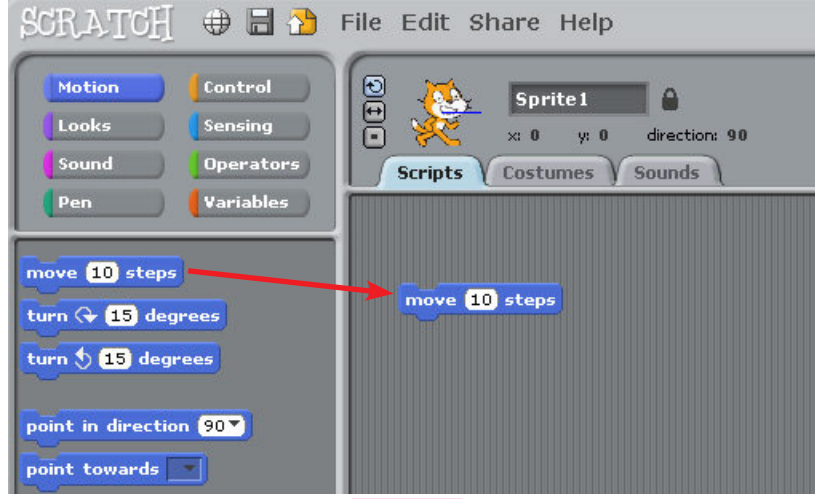 SCRATCH File Edit Share Help
Motion Control
Looks Sensing
Sound Operators
Pen Variables
Sprite1
x: 0 y: 0 direction: 90
Scripts Costumes Sounds
move 10 steps
turn 15 degrees
turn 15 degrees
point in direction 90
point towards
move 10 steps